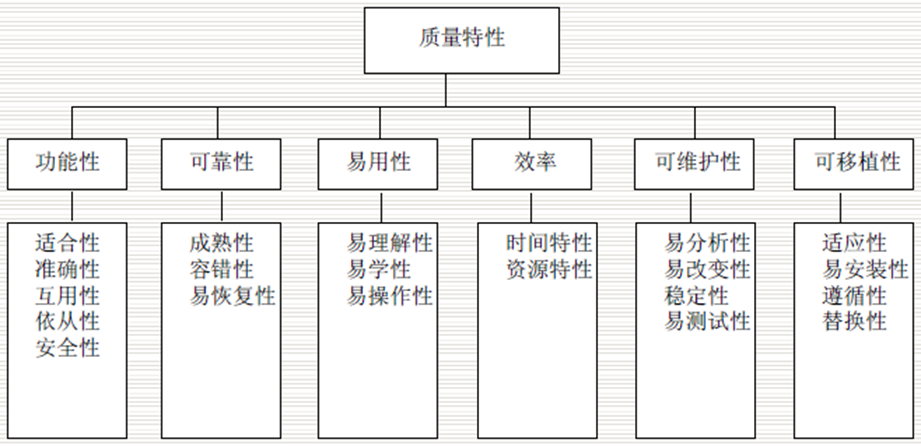 质量特性
功能性
可靠性
易用性
效率
可维护性
可移植性
适合性
准确性
互用性
依从性
安全性
成熟性
容错性
易恢复性
易理解性
易学性
易操作性
时间特性
资源特性
易分析性
易改变性
稳定性
易测试性
适应性
易安装性
遵循性
替换性